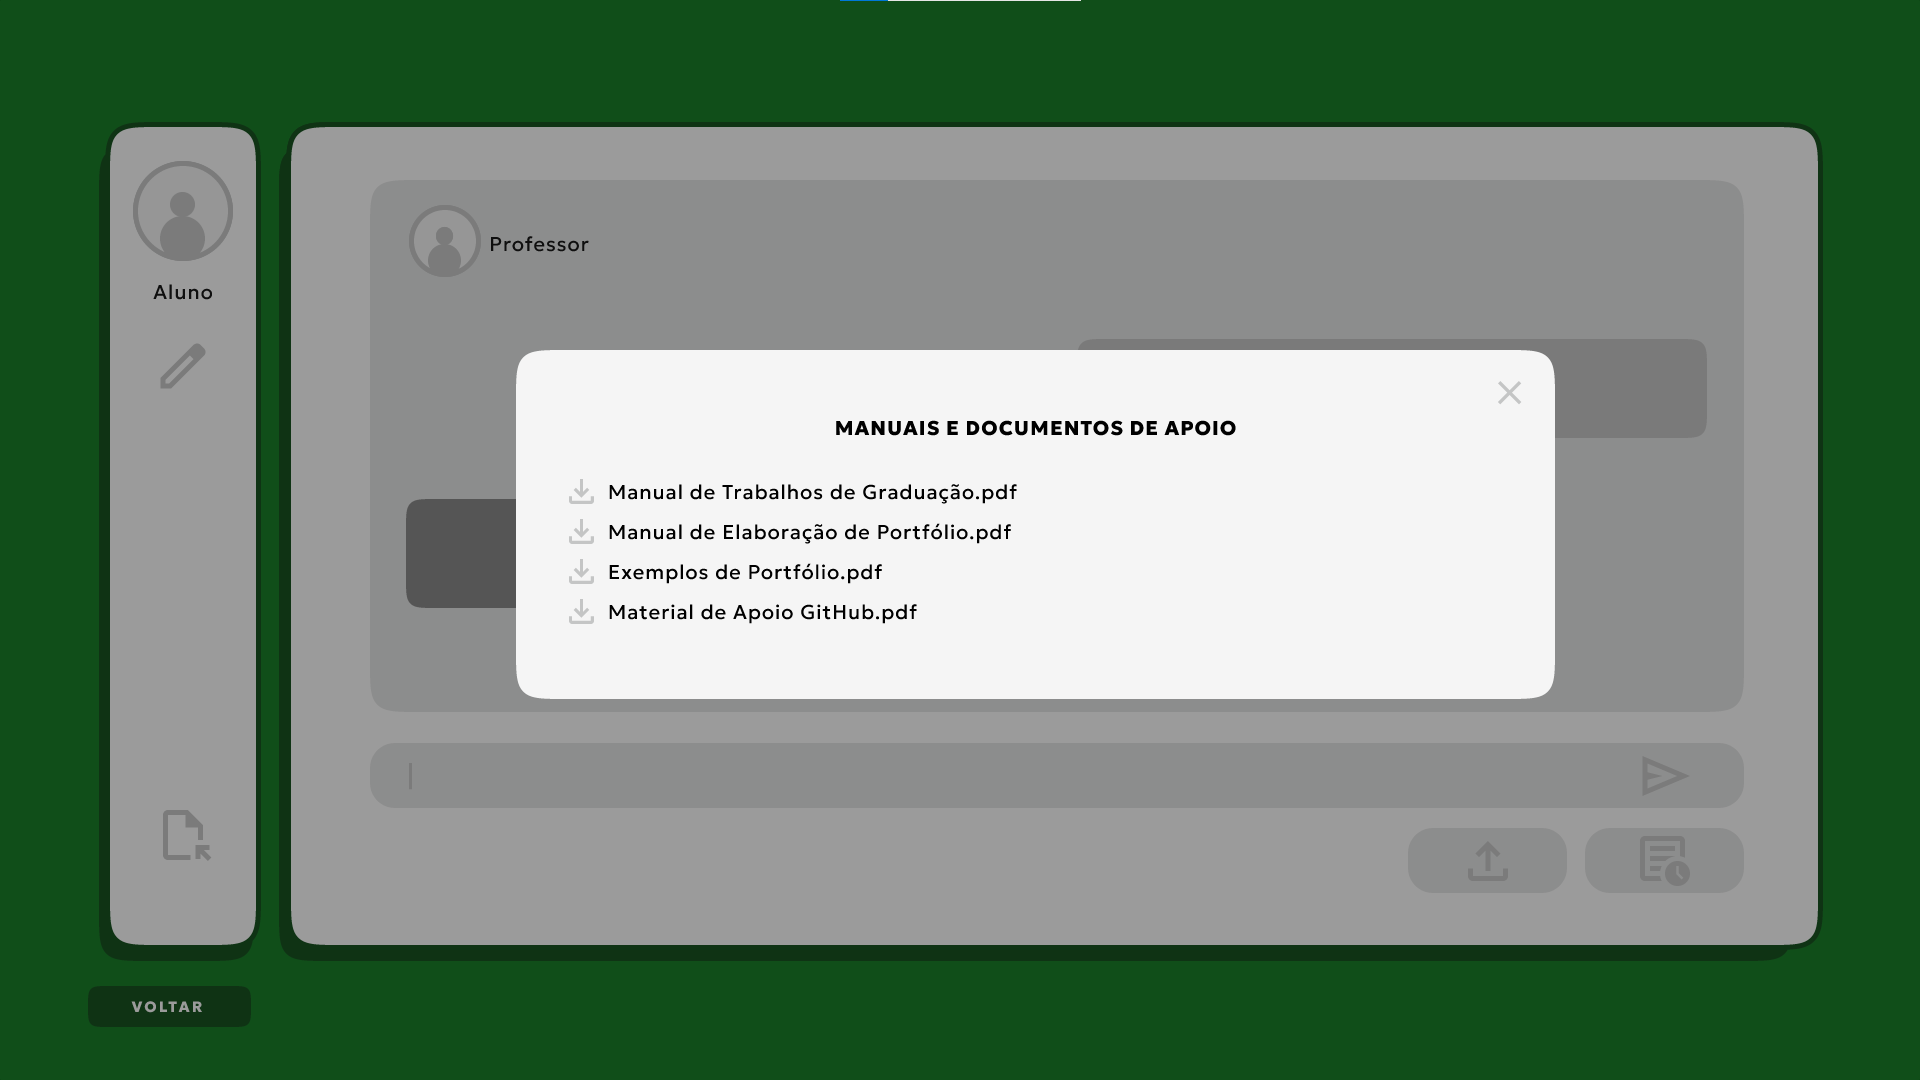 Professor
Aluno
MANUAIS E DOCUMENTOS DE APOIO
Manual de Trabalhos de Graduação.pdf
Manual de Elaboração de Portfólio.pdf
Exemplos de Portfólio.pdf
Material de Apoio GitHub.pdf
VOLTAR